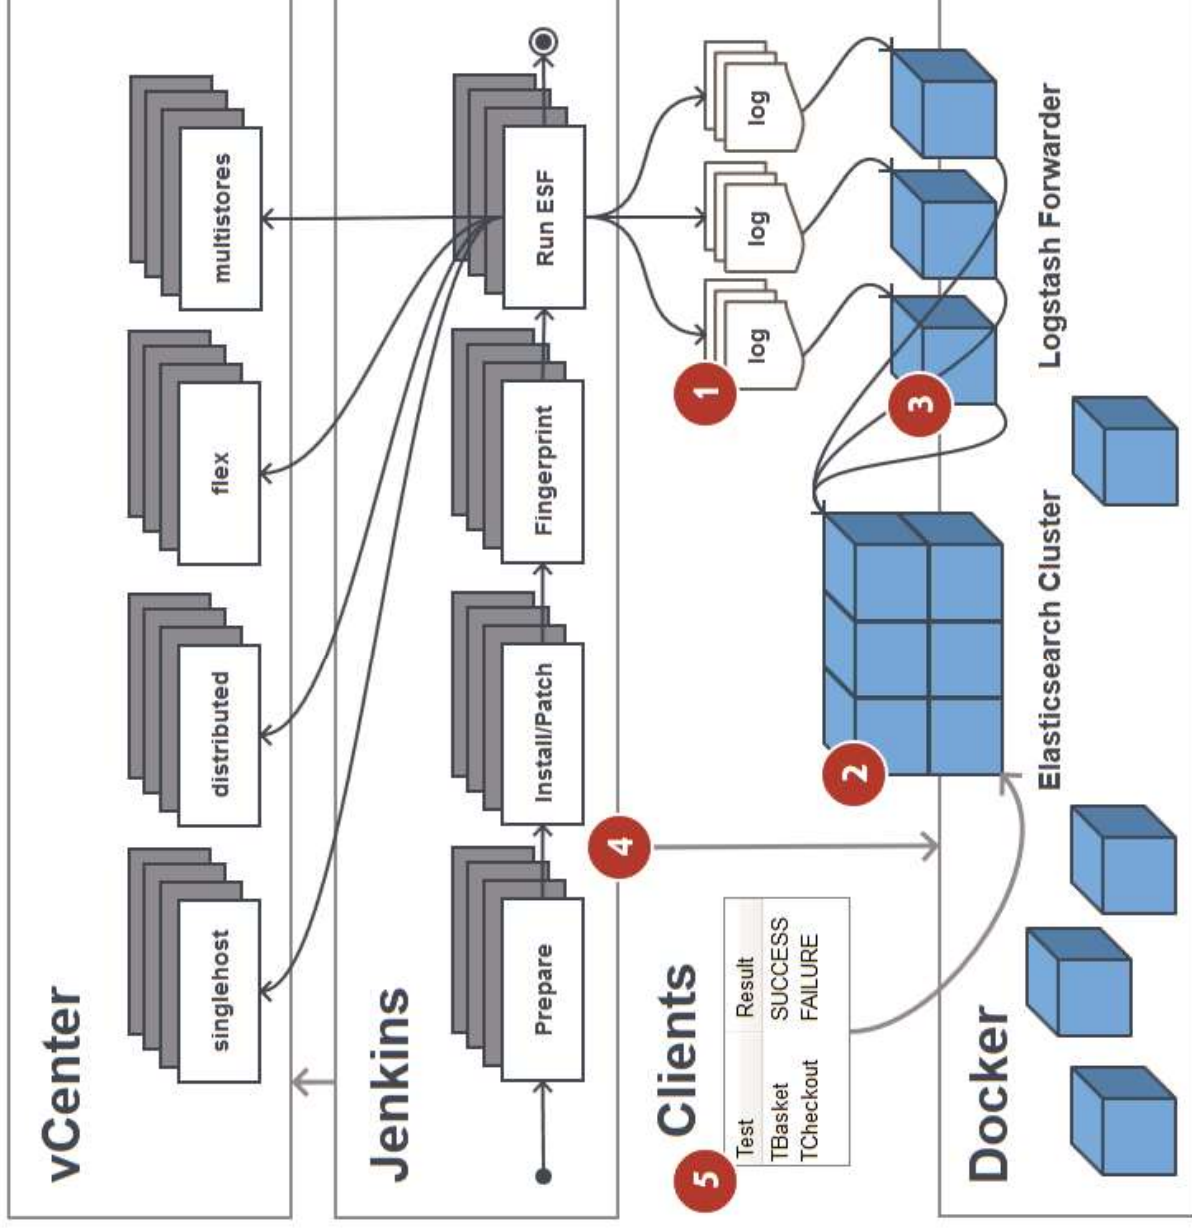 vCenter
singlehost
distributed
flex
multistores
Jenkins
Prepare
Install/Patch
Fingerprint
Run ESF
Clients
4
1
log
log
log
5
Test Result
TBasket SUCCESS
TCheckout FAILURE
2
3
Docker
Elasticsearch Cluster
Logstash Forwarder